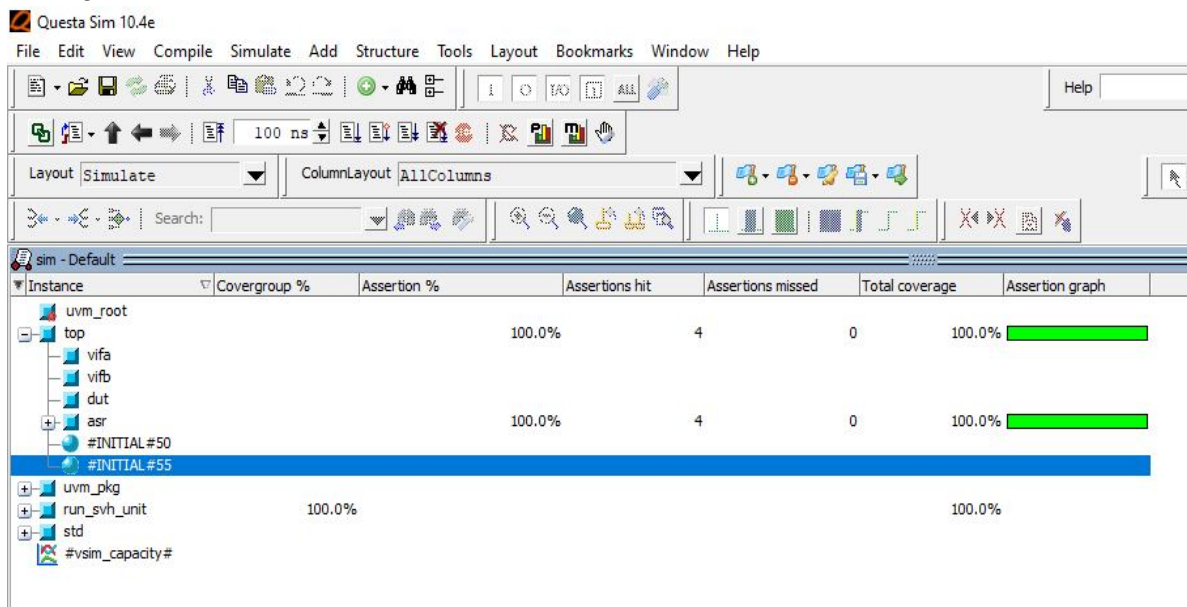 Questa Sim 10.4e
File Edit View Compile Simulate Add Structure Tools Layout Bookmarks Window Help
Help
100 ns
Layout Simulate ColumnLayout AllColumns
Search:
sim - Default
Instance Covergroup % Assertion % Assertions hit Assertions missed Total coverage Assertion graph
uvm_root
top 100.0% 4 0 100.0%
vifa
vifb
dut
asr 100.0% 4 0 100.0%
#INITIAL#50
#INITIAL#55
uvm_pkg
run_svh_unit 100.0% 100.0%
std
#vsim_capacity#